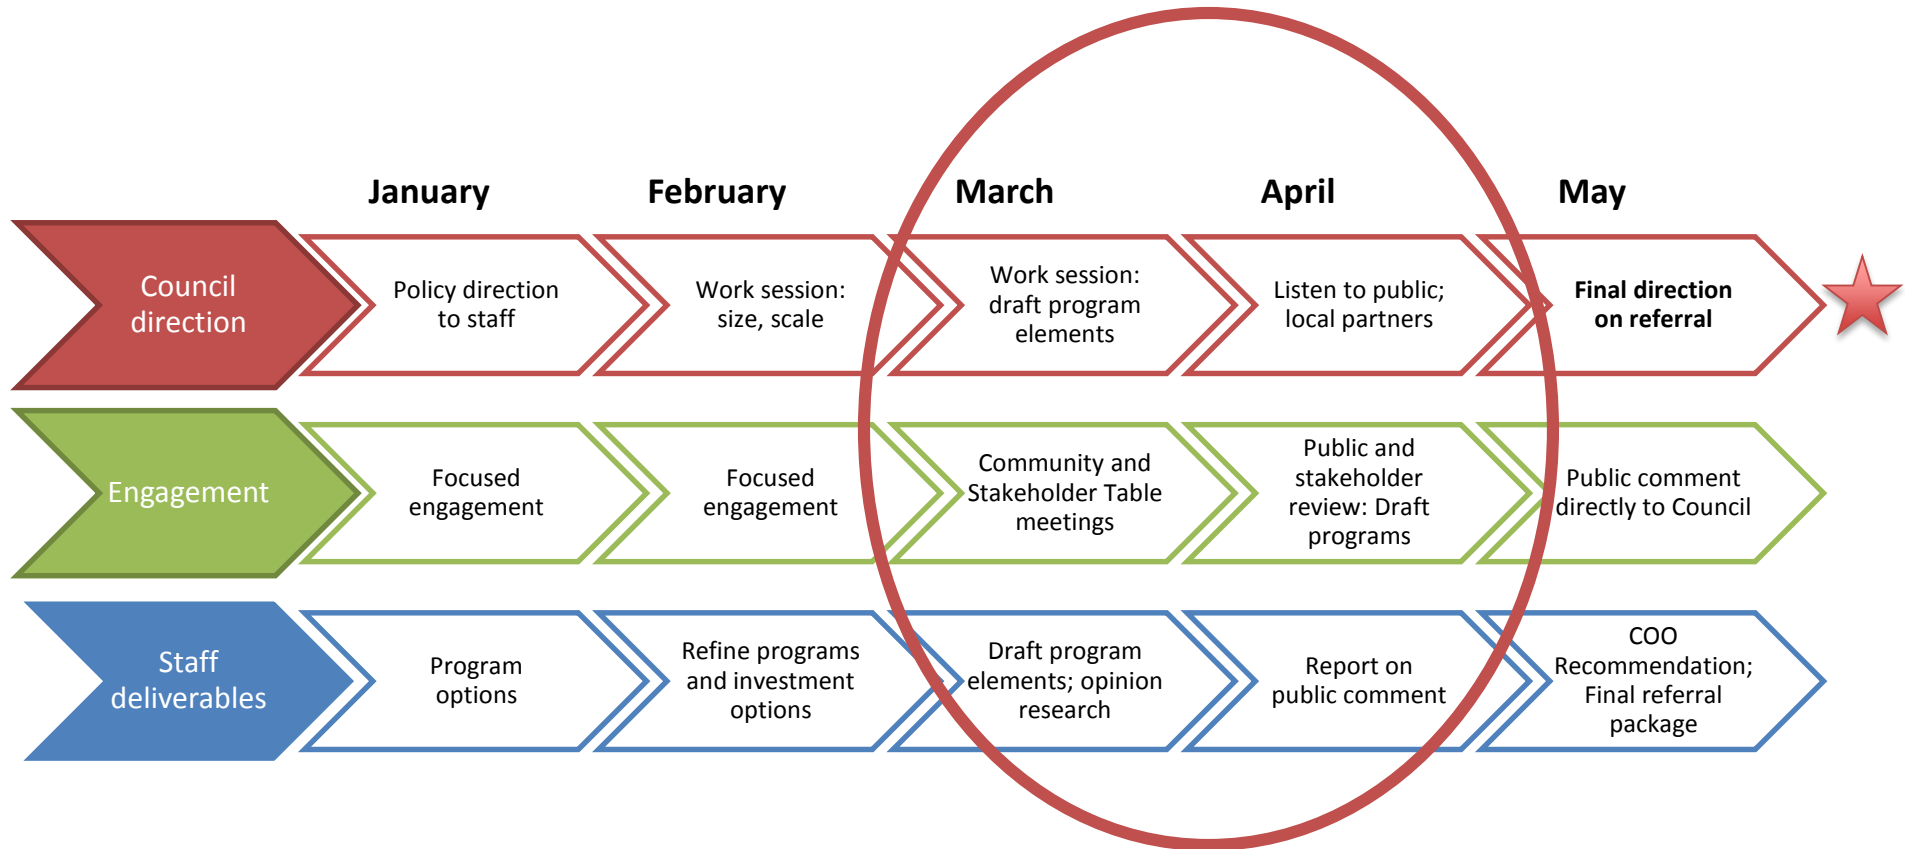 January
February
March
April
May
Council
direction
Policy direction
to staff
Work session:
size, scale
Work session:
draft program
elements
Listen to public;
local partners
Final direction
on referral
Engagement
Focused
engagement
Focused
engagement
Community and
Stakeholder Table
meetings
Public and
stakeholder
review: Draft
programs
Public comment
directly to Council
Staff
deliverables
Program
options
Refine programs
and investment
options
Draft program
elements; opinion
research
Report on
public comment
COO
Recommendation;
Final referral
package